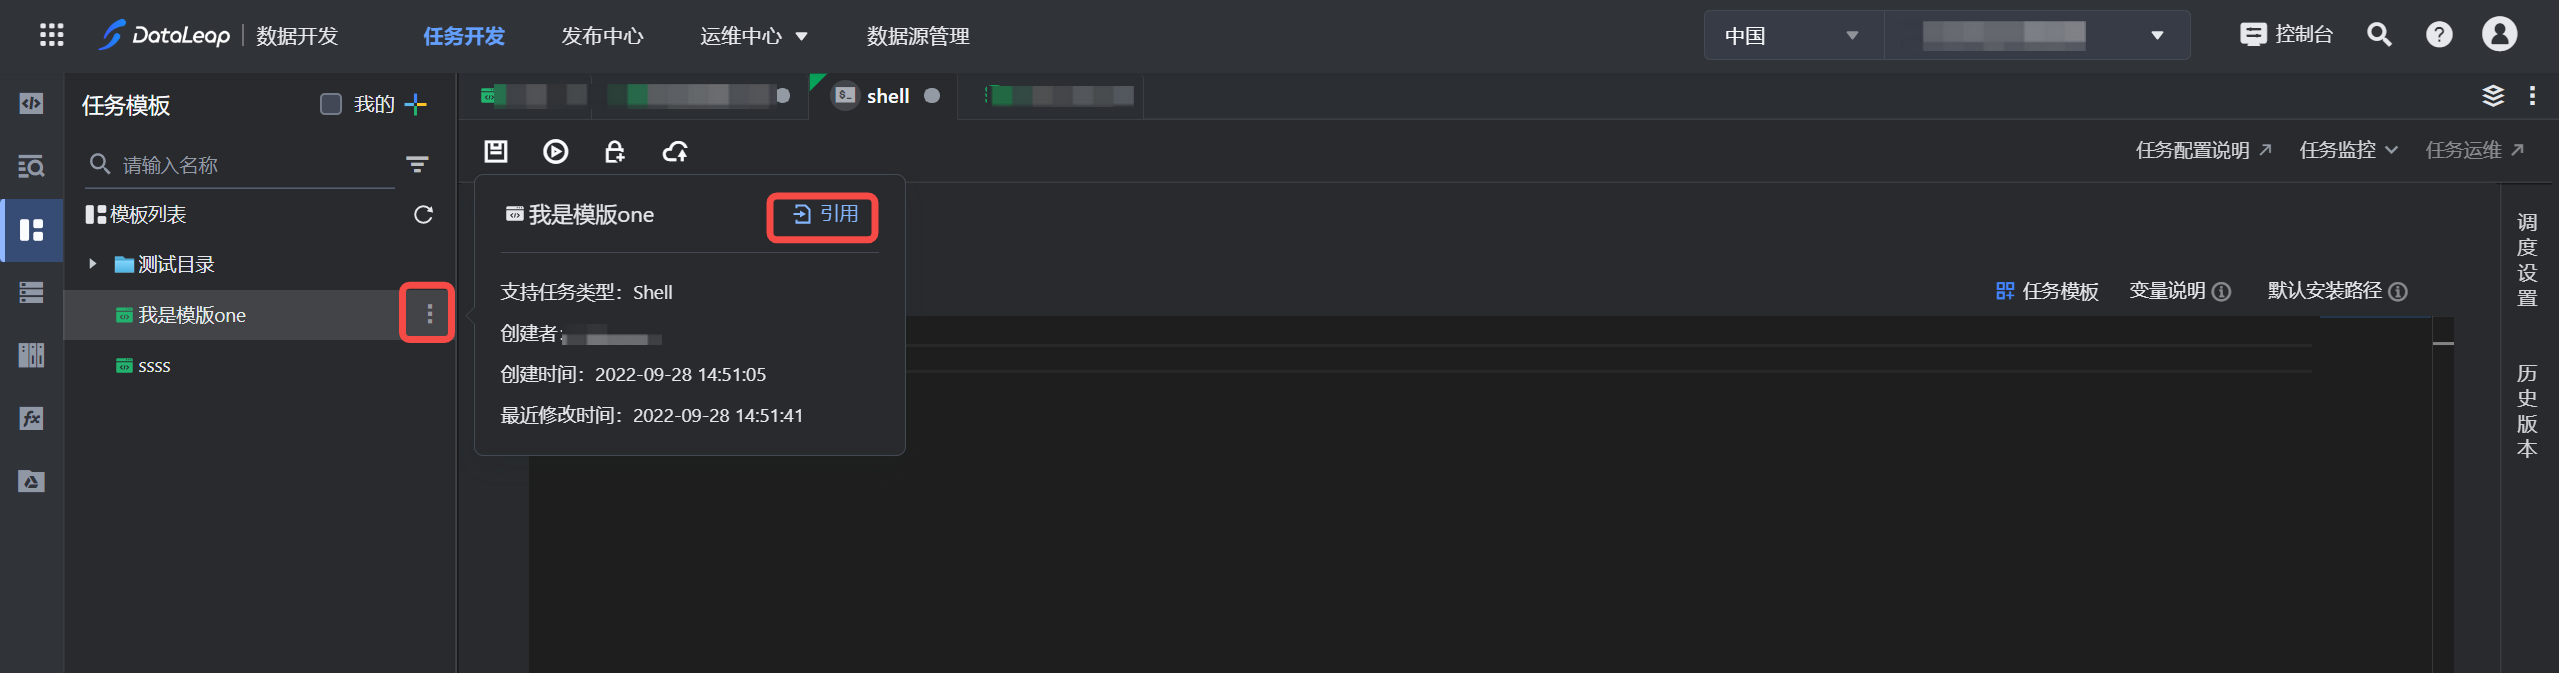 DataLeap 数据开发 任务开发 发布中心 运维中心 数据源管理 中国 控制台
任务模板 我的
shell
请输入名称
任务配置说明 任务监控 任务运维
模板列表
测试目录
我是模版one
ssss
我是模版one 引用
支持任务类型：Shell
创建者:
创建时间：2022-09-28 14:51:05
最近修改时间：2022-09-28 14:51:41
任务模板 变量说明 默认安装路径
调度设置
历史版本